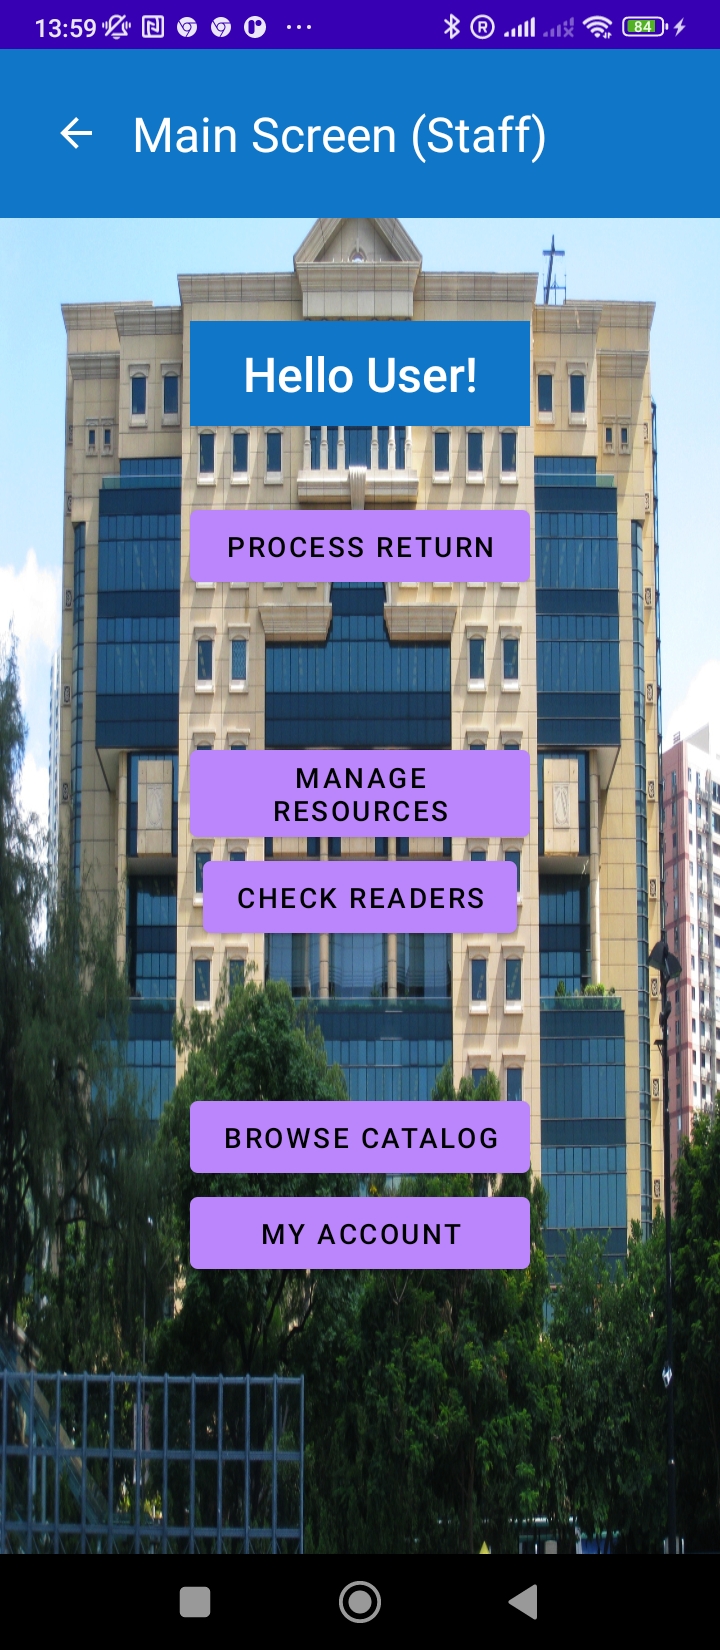 13:59
84
Main Screen (Staff)
Hello User!
PROCESS RETURN
MANAGE
RESOURCES
CHECK READERS
BROWSE CATALOG
MY ACCOUNT